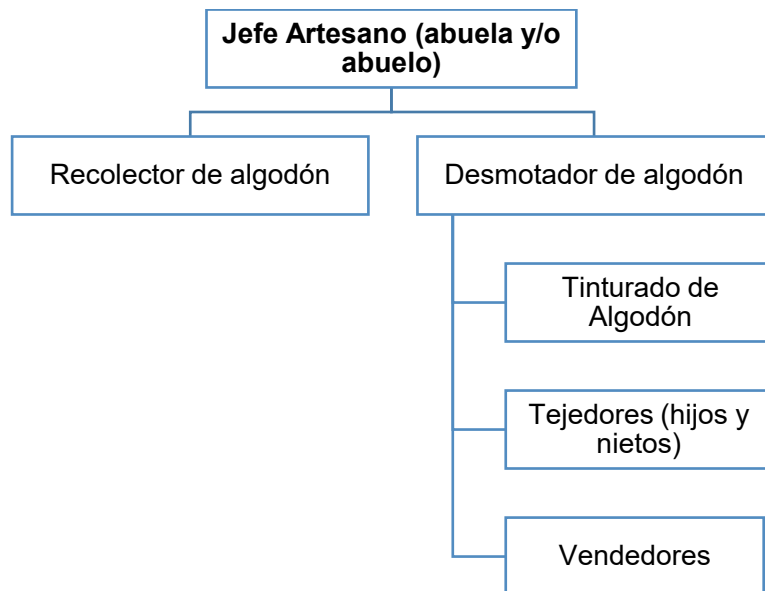 Jefe Artesano (abuela y/o
abuelo)
Recolector de algodón
Desmotador de algodón
Tinturado de
Algodón
Tejedores (hijos y
nietos)
Vendedores